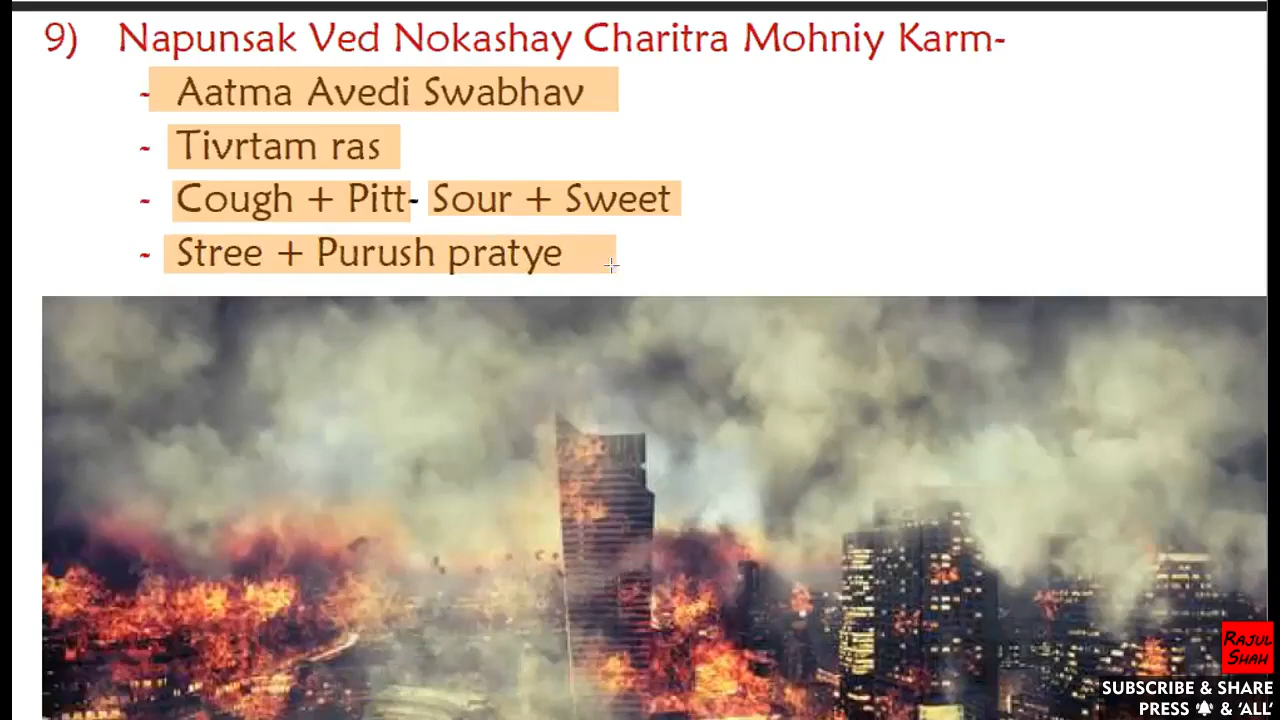 9) Napunsak Ved Nokashay Charitra Mohniy Karm-
- Aatma Avedi Swabhav
- Tivrtam ras
- Cough + Pitt- Sour + Sweet
- Stree + Purush pratye
RAJUL
SHAH
SUBSCRIBE & SHARE
PRESS 🔔 & 'ALL'